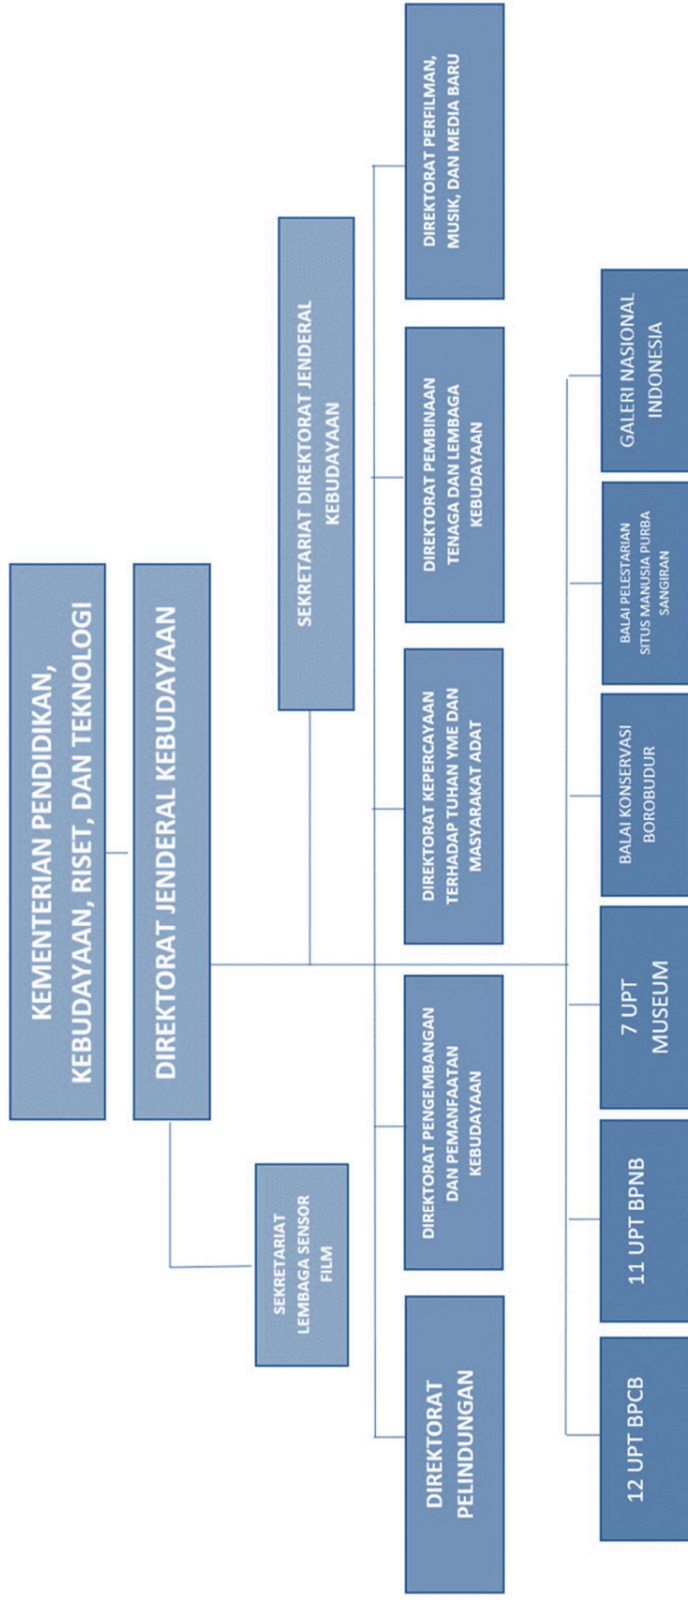 KEMENTERIAN PENDIDIKAN,
KEBUDAYAAN, RISET, DAN TEKNOLOGI
DIREKTORAT JENDERAL KEBUDAYAAN
SEKRETARIAT
LEMBAGA SENSOR
FILM
SEKRETARIAT DIREKTORAT JENDERAL
KEBUDAYAAN
DIREKTORAT
PELINDUNGAN
DIREKTORAT PENGEMBANGAN
DAN PEMANFAATAN
KEBUDAYAAN
DIREKTORAT KEPERCAYAAN
TERHADAP TUHAN YME DAN
MASYARAKAT ADAT
DIREKTORAT PEMBINAAN
TENAGA DAN LEMBAGA
KEBUDAYAAN
DIREKTORAT PERFILMAN,
MUSIK, DAN MEDIA BARU
12 UPT BPCB
11 UPT BPNB
7 UPT
MUSEUM
BALAI KONSERVASI
BOROBUDUR
BALAI PELESTARIAN
SITUS MANUSIA PURBA
SANGIRAN
GALERI NASIONAL
INDONESIA